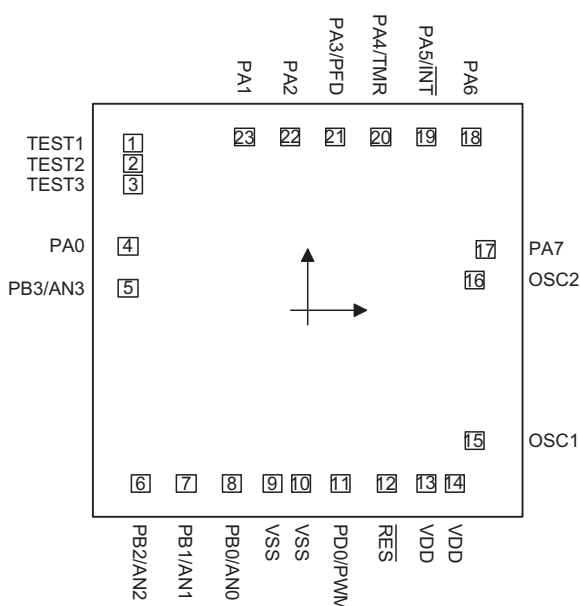 PA1
PA2
PA3/PFD
PA4/TMR
PA5/INT
PA6
23
22
21
20
19
18
TEST1
1
TEST2
2
TEST3
3
PA0
4
17
PA7
PB3/AN3
5
16
OSC2
15
OSC1
6
7
8
9
10
11
12
13
14
PB2/AN2
PB1/AN1
PB0/AN0
VSS
VSS
PD0/PWM
RES
VDD
VDD